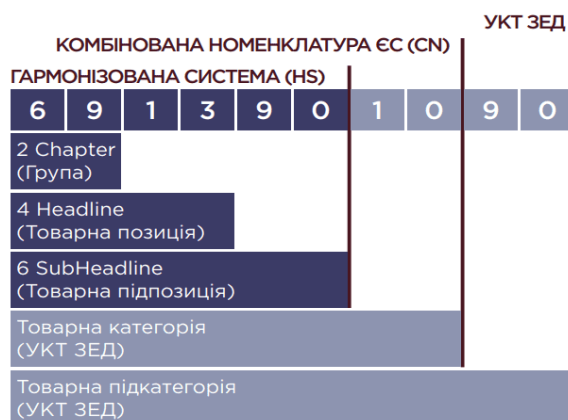 УКТ ЗЕД
КОМБІНОВАНА НОМЕНКЛАТУРА ЄС (CN)
ГАРМОНІЗОВАНА СИСТЕМА (HS)
6 9 1 3 9 0 1 0 9 0
2 Chapter
(Група)
4 Headline
(Товарна позиція)
6 SubHeadline
(Товарна підпозиція)
Товарна категорія
(УКТ ЗЕД)
Товарна підкатегорія
(УКТ ЗЕД)